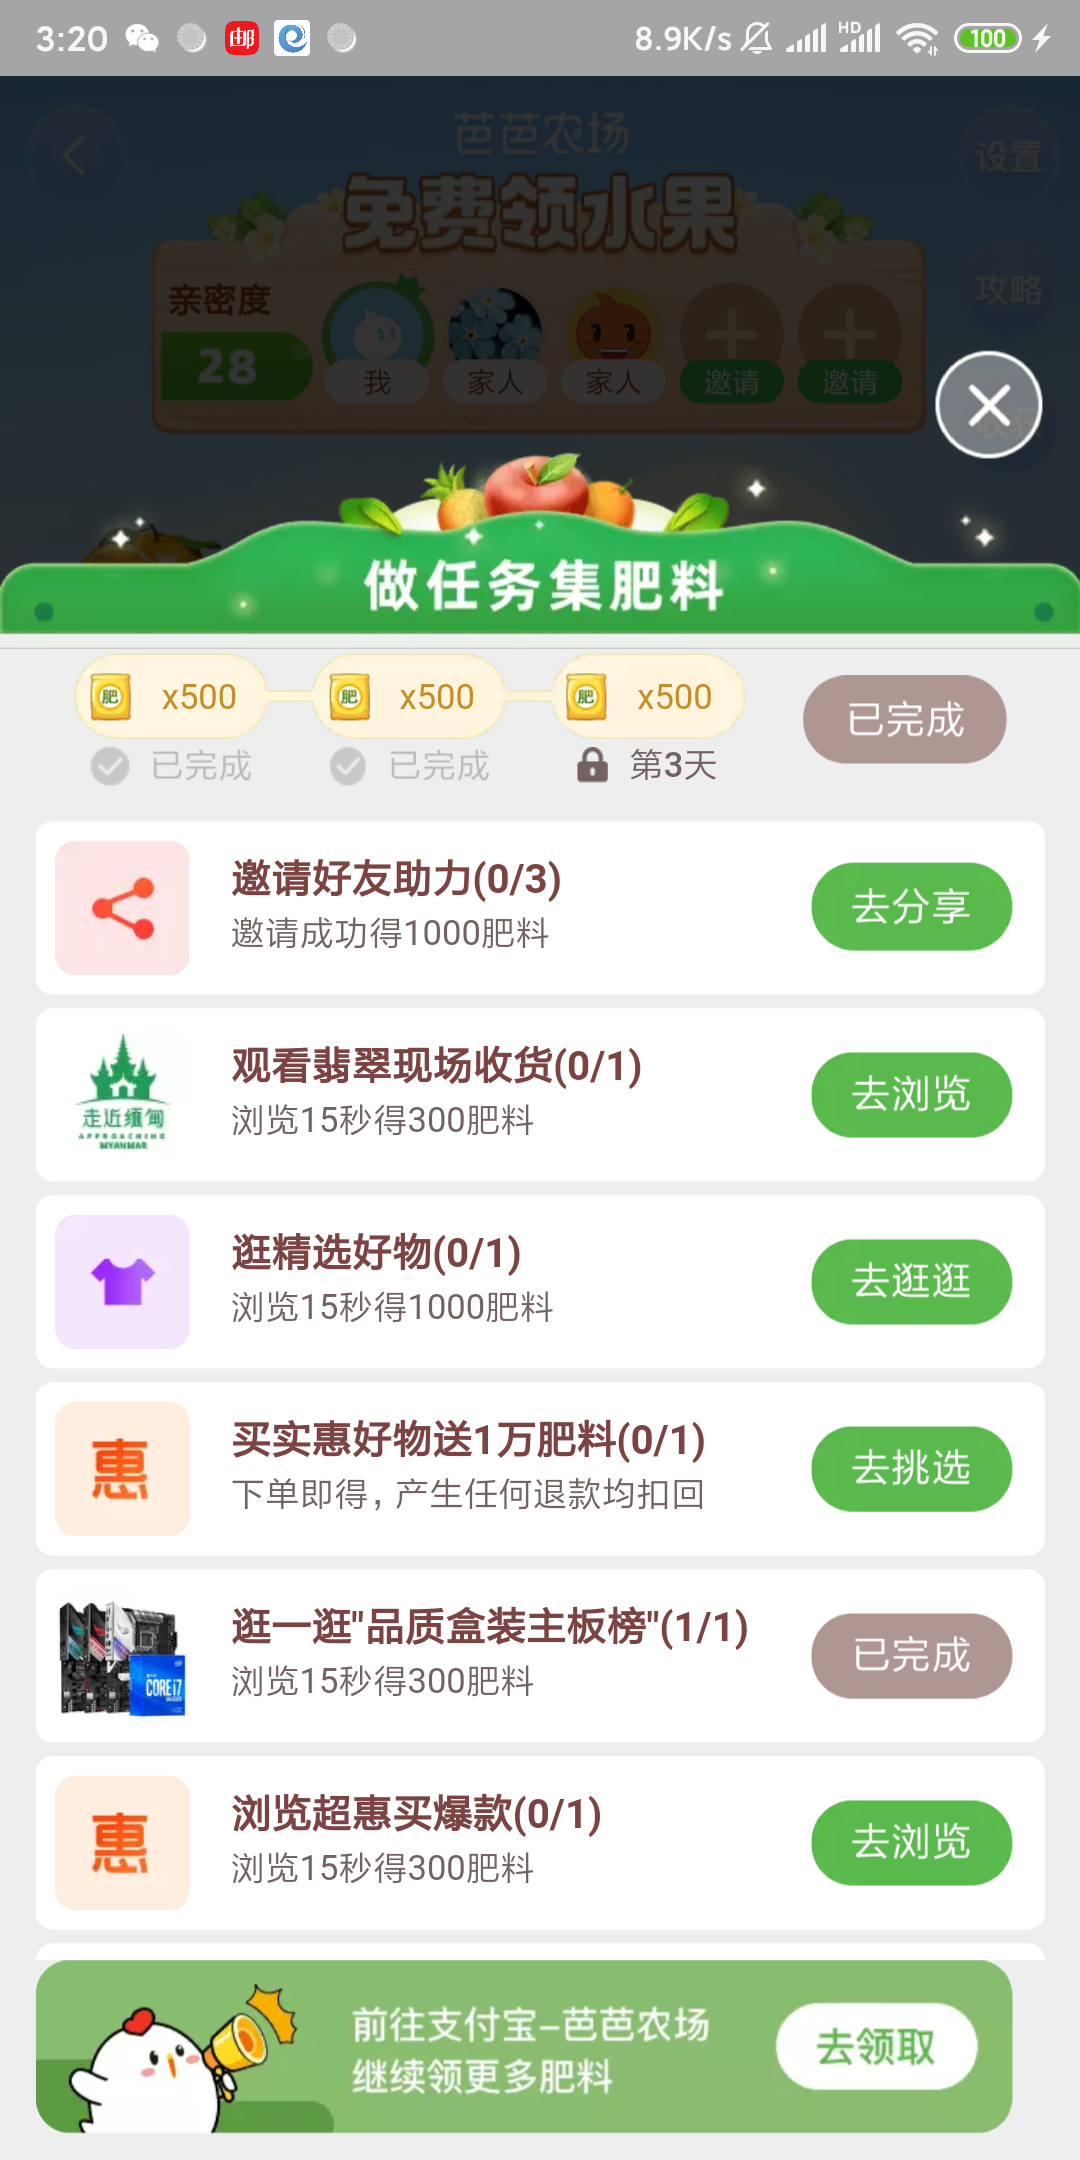 3:20
邮
8.9K/s
HD
100
芭芭农场
设置
免费领水果
攻略
亲密度
28
我
家人
家人
邀请
邀请
做任务集肥料
肥 x500
肥 x500
肥 x500
已完成
已完成
已完成
第3天
邀请好友助力(0/3)
邀请成功得1000肥料
去分享
走近缅甸
APPROACHING
MYANMAR
观看翡翠现场收货(0/1)
浏览15秒得300肥料
去浏览
逛精选好物(0/1)
浏览15秒得1000肥料
去逛逛
惠
买实惠好物送1万肥料(0/1)
下单即得，产生任何退款均扣回
去挑选
CORE i7
逛一逛"品质盒装主板榜"(1/1)
浏览15秒得300肥料
已完成
惠
浏览超惠买爆款(0/1)
浏览15秒得300肥料
去浏览
前往支付宝-芭芭农场
继续领更多肥料
去领取